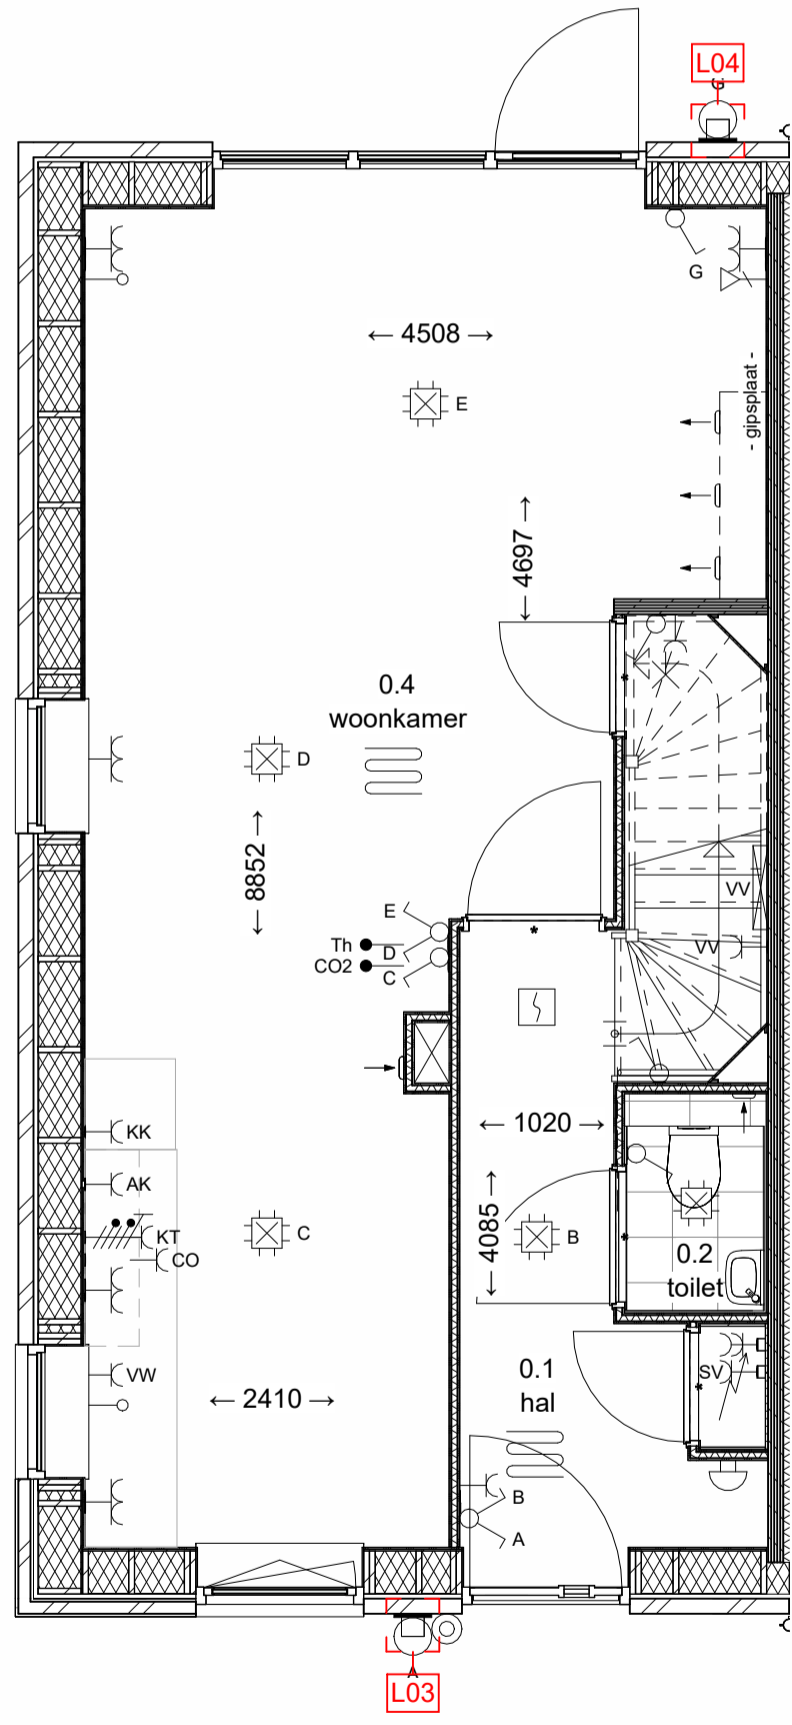 L04
G
G
← 4508 →
E
- gipsplaat -
← 4697 →
0.4
woonkamer
D
← 8852 →
VV
E
Th
D
VV
CO2
C
← 1020 →
KK
AK
← 4085 →
KT
C
B
CO
0.2
toilet
0.1
hal
SV
VW
← 2410 →
B
A
A
L03